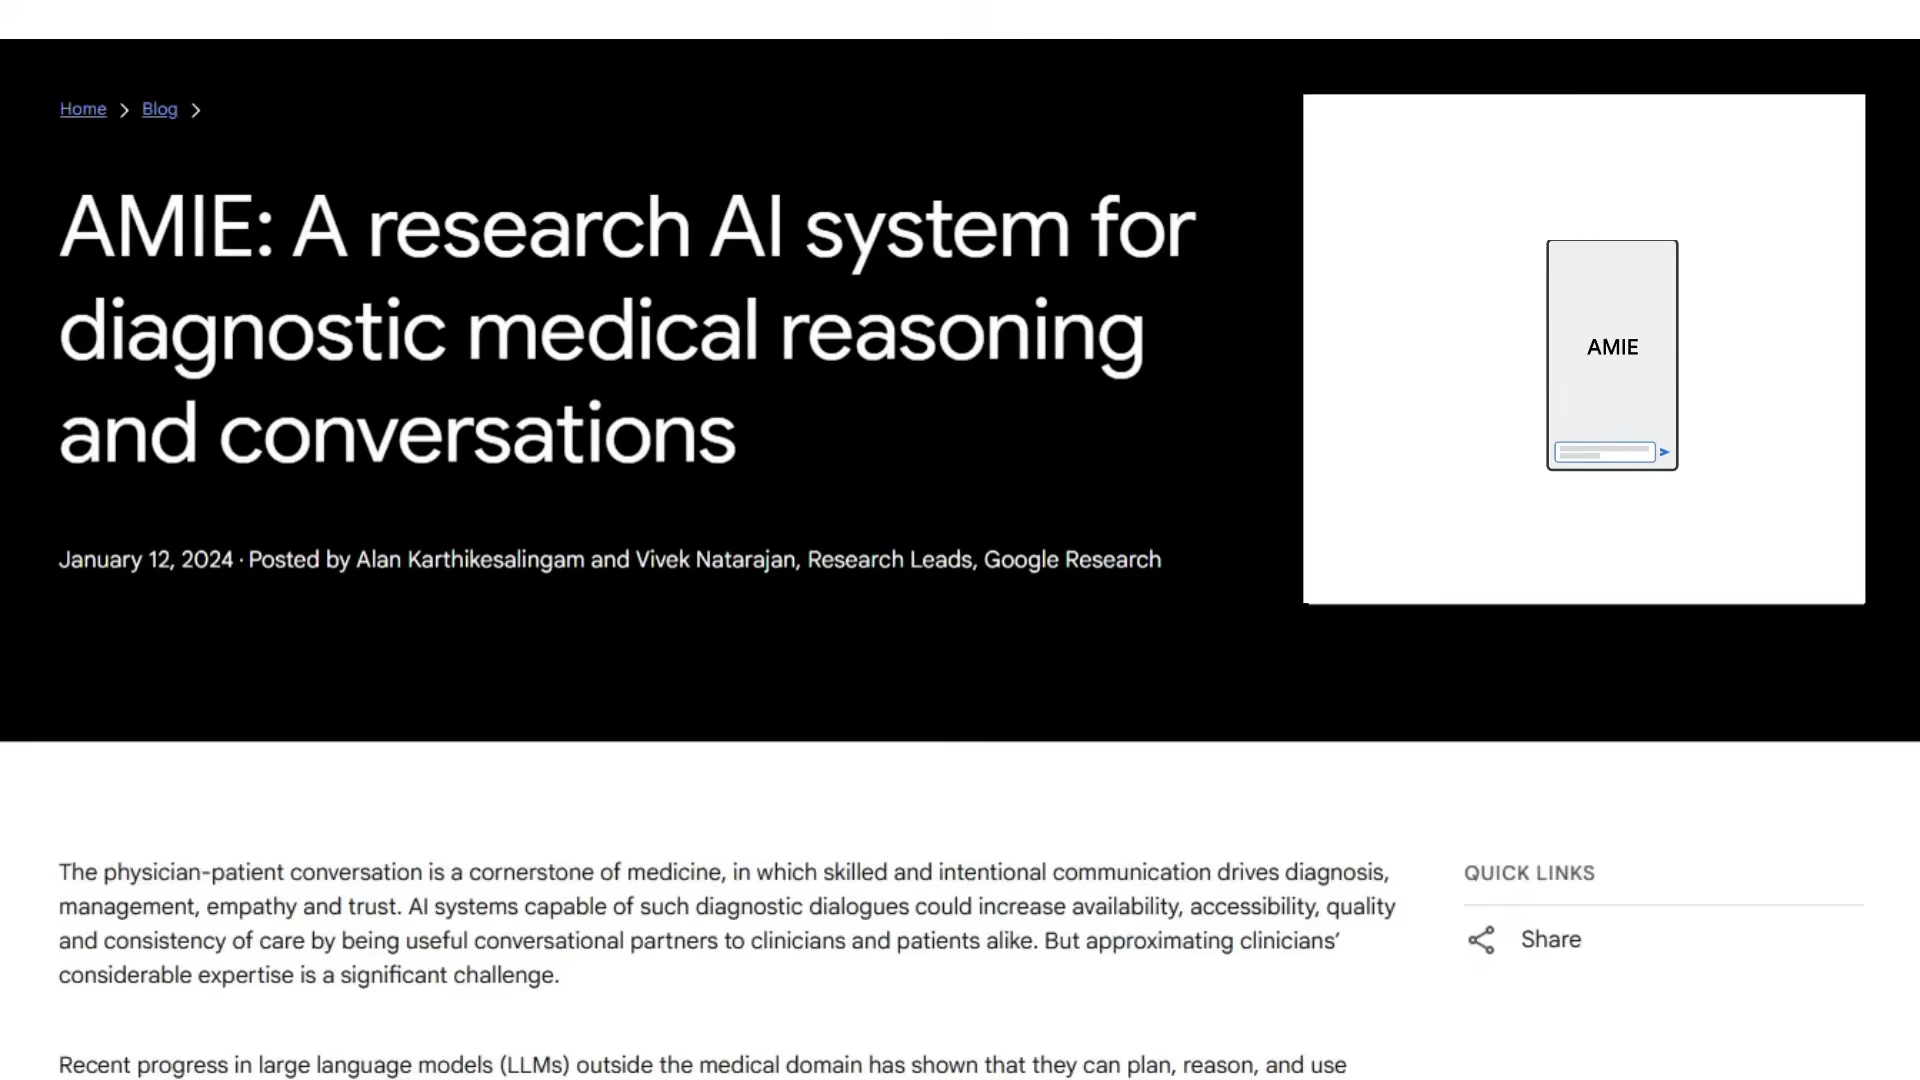 Home
Blog
AMIE: A research AI system for
diagnostic medical reasoning
and conversations
January 12, 2024 · Posted by Alan Karthikesalingam and Vivek Natarajan, Research Leads, Google Research
AMIE
The physician-patient conversation is a cornerstone of medicine, in which skilled and intentional communication drives diagnosis,
management, empathy and trust. AI systems capable of such diagnostic dialogues could increase availability, accessibility, quality
and consistency of care by being useful conversational partners to clinicians and patients alike. But approximating clinicians’
considerable expertise is a significant challenge.
QUICK LINKS
Share
Recent progress in large language models (LLMs) outside the medical domain has shown that they can plan, reason, and use